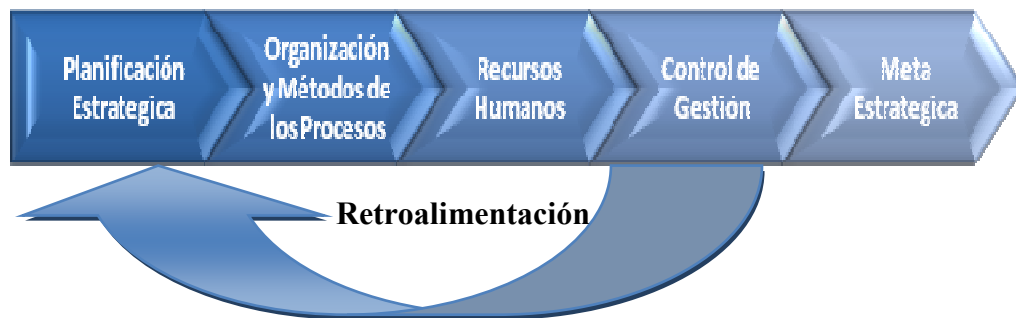 Planificación
Estrategica
Organización
y Métodos de
los Procesos
Recursos
Humanos
Control de
Gestión
Meta
Estrategica
Retroalimentación